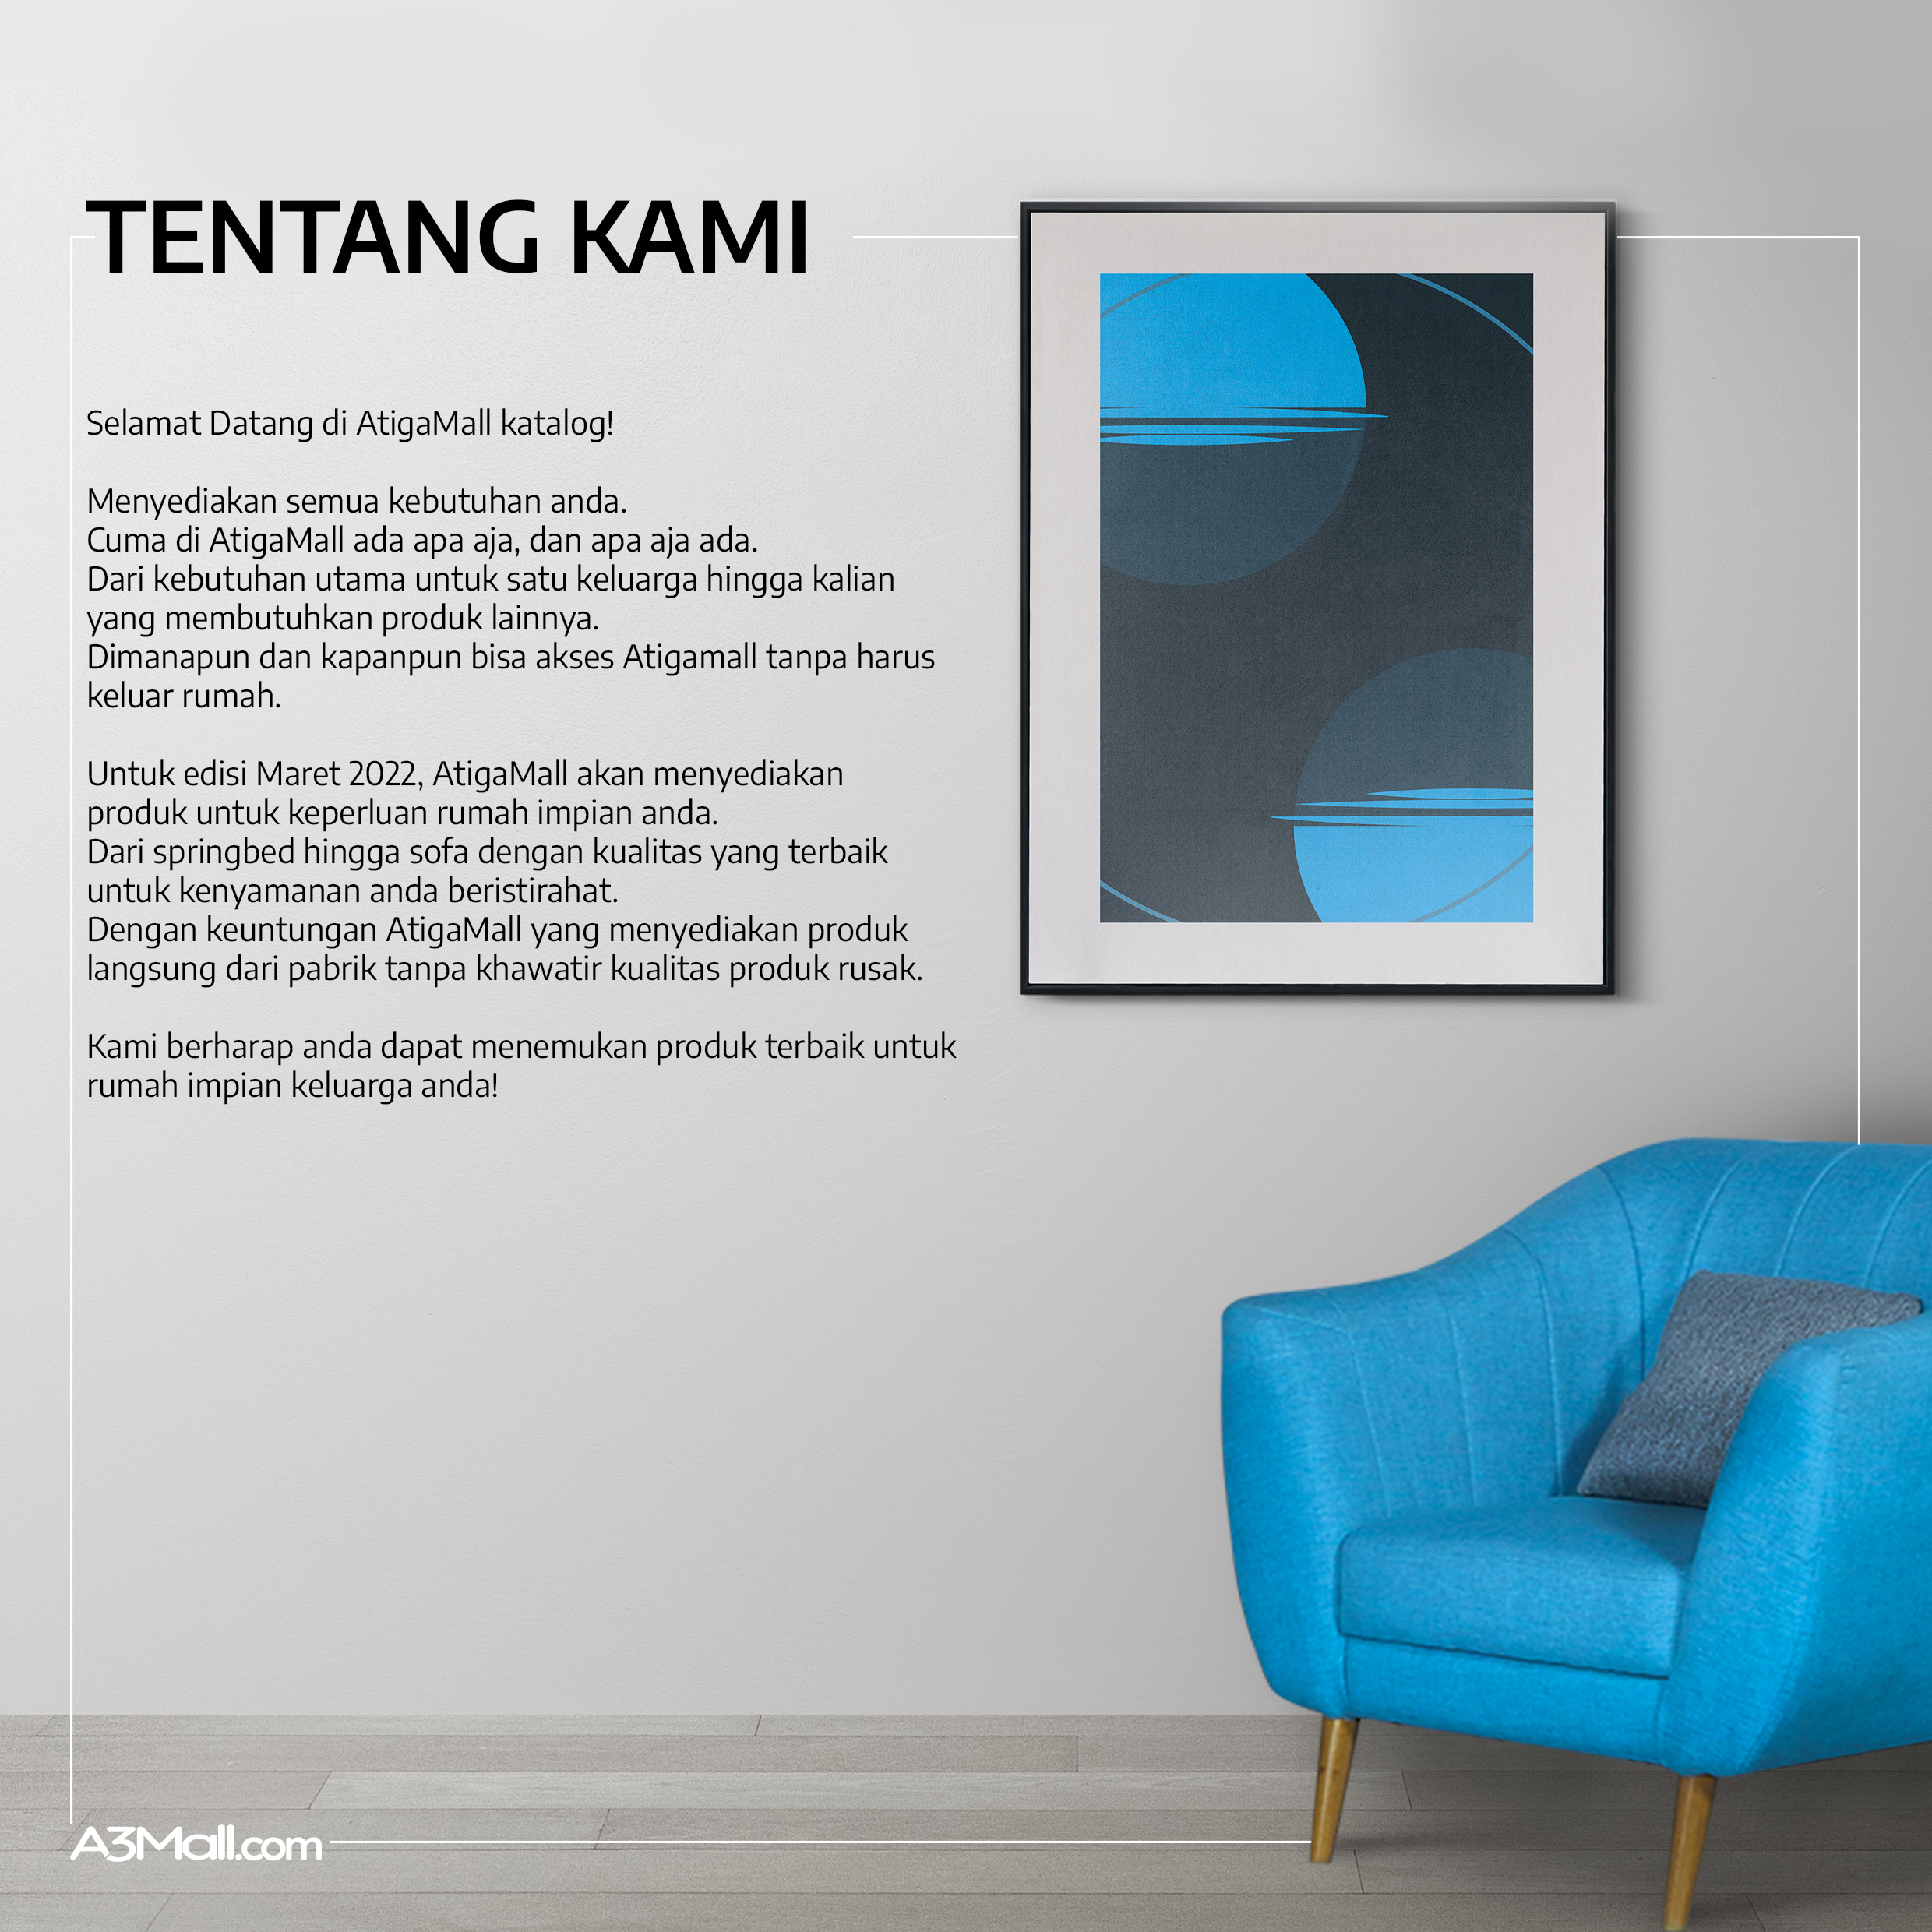 TENTANG KAMI
Selamat Datang di AtigaMall katalog!
Menyediakan semua kebutuhan anda.
Cuma di AtigaMall ada apa aja, dan apa aja ada.
Dari kebutuhan utama untuk satu keluarga hingga kalian
yang membutuhkan produk lainnya.
Dimanapun dan kapanpun bisa akses Atigamall tanpa harus
keluar rumah.
Untuk edisi Maret 2022, AtigaMall akan menyediakan
produk untuk keperluan rumah impian anda.
Dari springbed hingga sofa dengan kualitas yang terbaik
untuk kenyamanan anda beristirahat.
Dengan keuntungan AtigaMall yang menyediakan produk
langsung dari pabrik tanpa khawatir kualitas produk rusak.
Kami berharap anda dapat menemukan produk terbaik untuk
rumah impian keluarga anda!
A3Mall.com